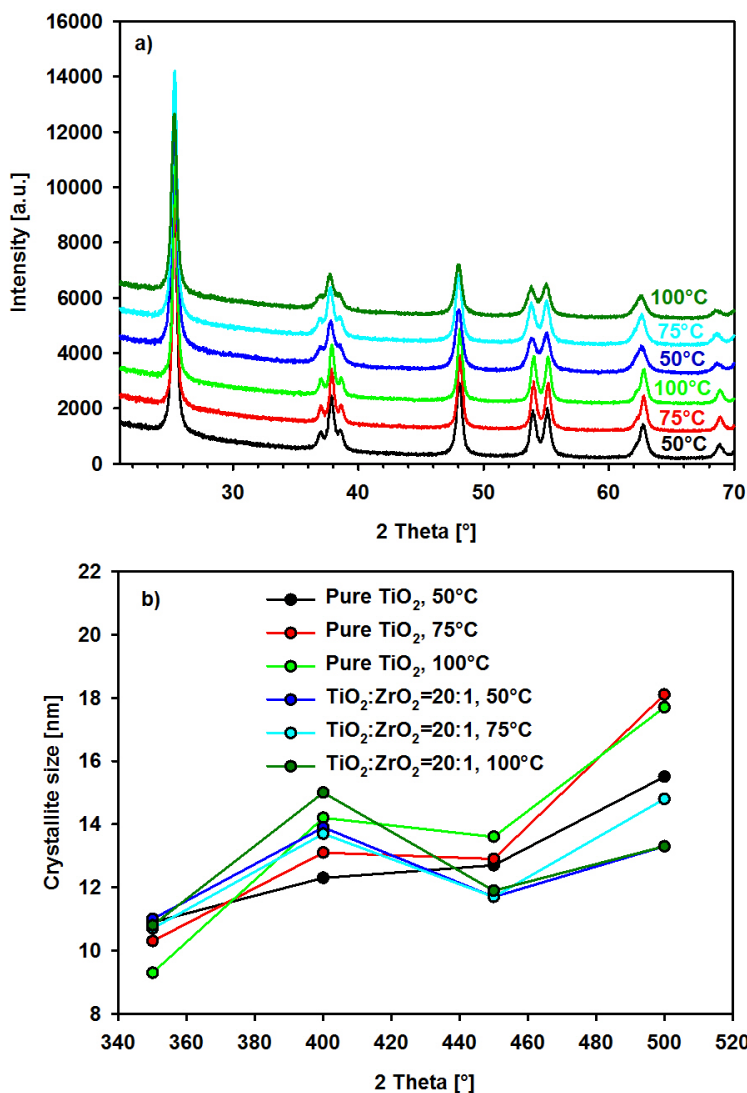 16000
a)
14000
12000
10000
8000
6000
4000
2000
0
Intensity [a.u.]
100°C
75°C
50°C
100°C
75°C
50°C
30 40 50 60 70
2 Theta [°]
22
b)
20
18
16
14
12
10
8
Crystallite size [nm]
Pure TiO₂, 50°C
Pure TiO₂, 75°C
Pure TiO₂, 100°C
TiO₂:ZrO₂=20:1, 50°C
TiO₂:ZrO₂=20:1, 75°C
TiO₂:ZrO₂=20:1, 100°C
340 360 380 400 420 440 460 480 500 520
2 Theta [°]